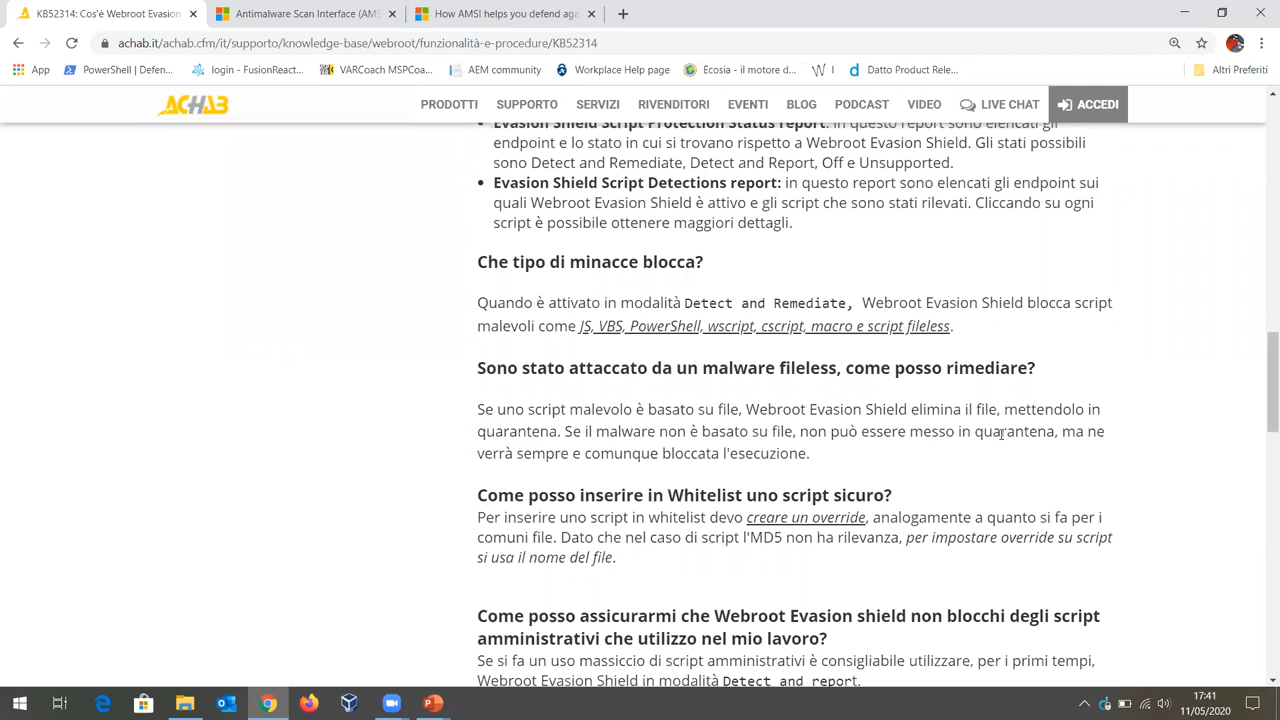 KB52314: Cos'è Webroot Evasion
Antimalware Scan Interface (AMS
How AMSI helps you defend aga
achab.it/achab.cfm/it/supporto/knowledge-base/webroot/funzionalità-e-procedure/KB52314
App
PowerShell | Defen...
login - FusionReact...
VARCoach MSPCoa...
AEM community
Workplace Help page
Ecosia - il motore d...
I
Datto Product Rele...
Altri Preferiti
ACHAB
PRODOTTI
SUPPORTO
SERVIZI
RIVENDITORI
EVENTI
BLOG
PODCAST
VIDEO
LIVE CHAT
ACCEDI
• Evasion Shield Script Protection Status report: in questo report sono elencati gli
endpoint e lo stato in cui si trovano rispetto a Webroot Evasion Shield. Gli stati possibili
sono Detect and Remediate, Detect and Report, Off e Unsupported.
• Evasion Shield Script Detections report: in questo report sono elencati gli endpoint sui
quali Webroot Evasion Shield è attivo e gli script che sono stati rilevati. Cliccando su ogni
script è possibile ottenere maggiori dettagli.
Che tipo di minacce blocca?
Quando è attivato in modalità Detect and Remediate, Webroot Evasion Shield blocca script
malevoli come JS, VBS, PowerShell, wscript, cscript, macro e script fileless.
Sono stato attaccato da un malware fileless, come posso rimediare?
Se uno script malevolo è basato su file, Webroot Evasion Shield elimina il file, mettendolo in
quarantena. Se il malware non è basato su file, non può essere messo in quarantena, ma ne
verrà sempre e comunque bloccata l'esecuzione.
Come posso inserire in Whitelist uno script sicuro?
Per inserire uno script in whitelist devo creare un override, analogamente a quanto si fa per i
comuni file. Dato che nel caso di script l'MD5 non ha rilevanza, per impostare override su script
si usa il nome del file.
Come posso assicurarmi che Webroot Evasion shield non blocchi degli script
amministrativi che utilizzo nel mio lavoro?
Se si fa un uso massiccio di script amministrativi è consigliabile utilizzare, per i primi tempi,
Webroot Evasion Shield in modalità Detect and report.
17:41
11/05/2020